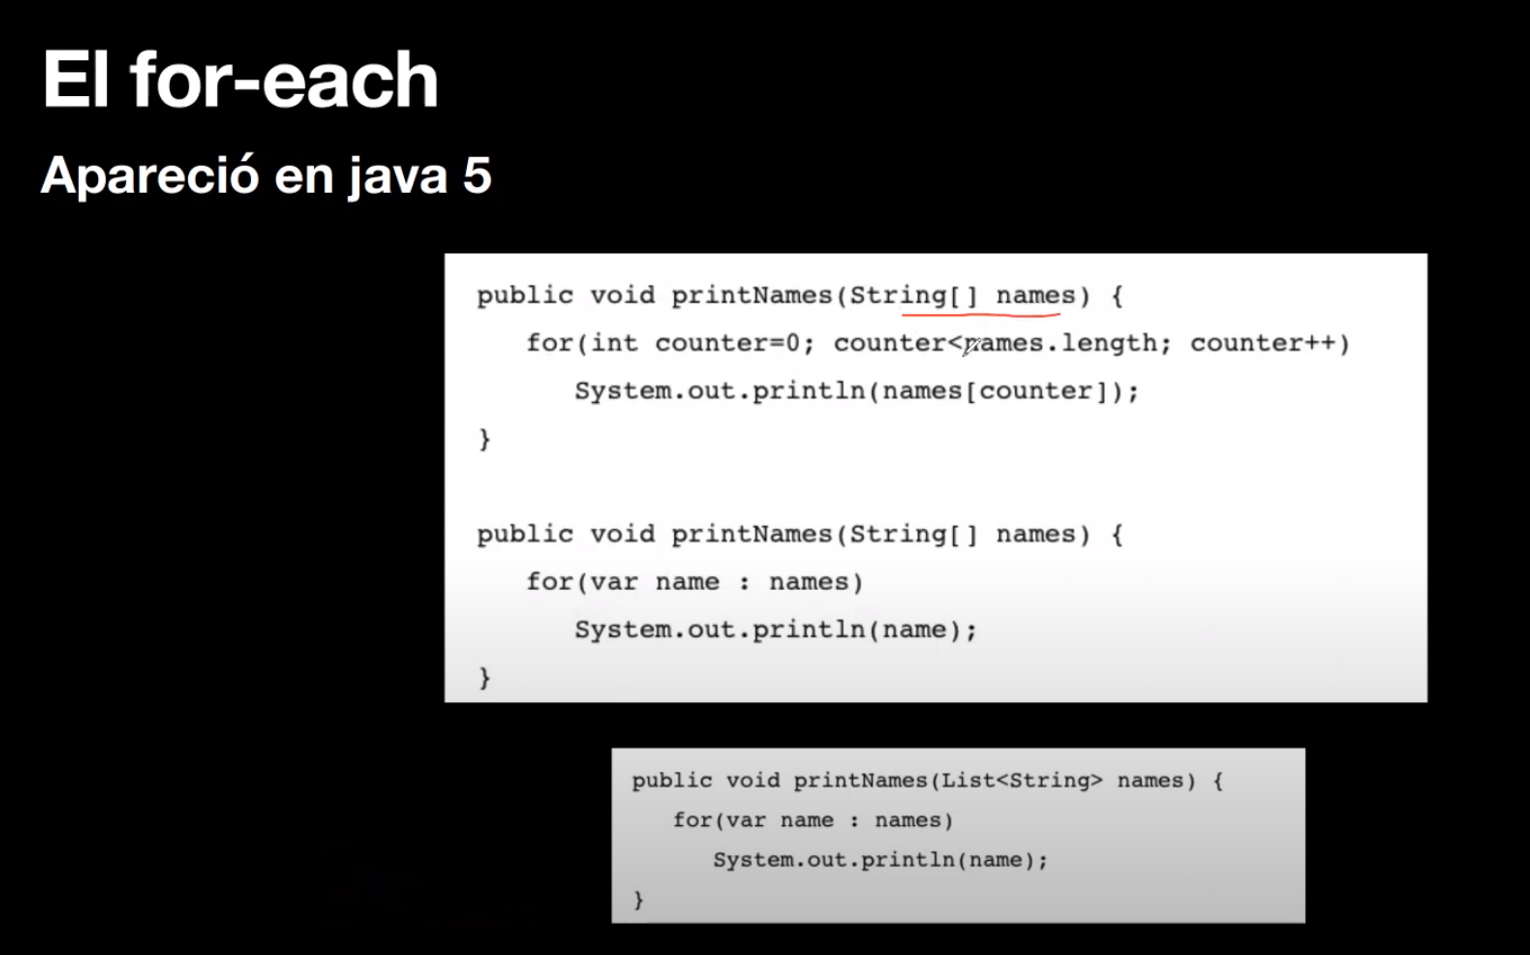 El for-each
Apareció en java 5
public void printNames(String[] names) {
for(int counter=0; counter<names.length; counter++)
System.out.println(names[counter]);
}
public void printNames(String[] names) {
for(var name : names)
System.out.println(name);
}
public void printNames(List<String> names) {
for(var name : names)
System.out.println(name);
}